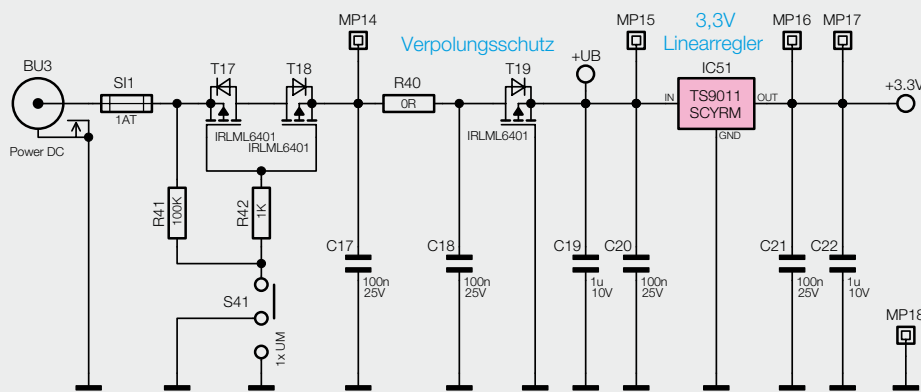 MP14
Verpolungsschutz
MP15
3,3V
Linearregler
MP16
MP17
BU3
SI1
1AT
T17
T18
R40
0R
T19
+UB
IC51
IN
TS9011
SCYRM
OUT
GND
+3.3V
Power DC
IRLML6401
IRLML6401
IRLML6401
R41
100K
R42
1K
C17
100n
25V
C18
100n
25V
C19
1u
10V
C20
100n
25V
C21
100n
25V
C22
1u
10V
S41
1x UM
MP18